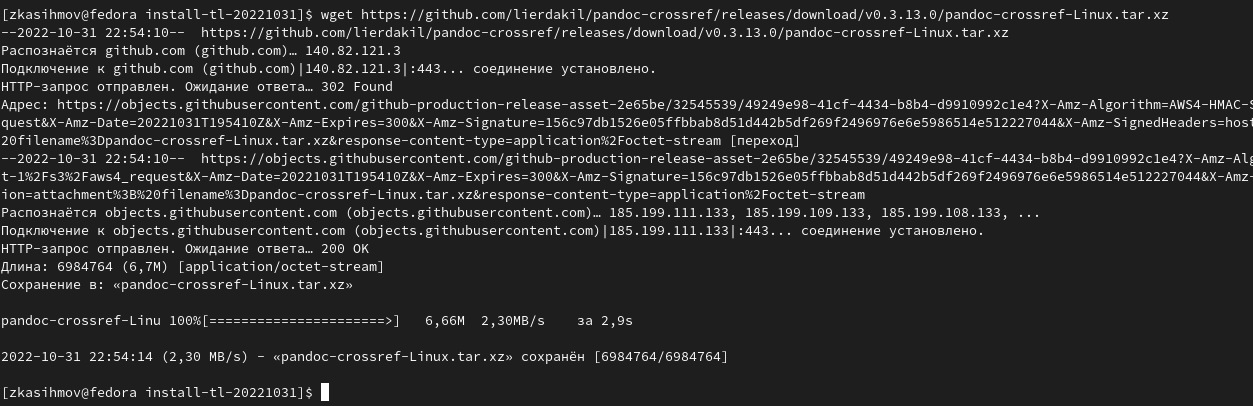 [zkasihmov@fedora install-tl-20221031]$ wget https://github.com/lierdakil/pandoc-crossref/releases/download/v0.3.13.0/pandoc-crossref-Linux.tar.xz
--2022-10-31 22:54:10--  https://github.com/lierdakil/pandoc-crossref/releases/download/v0.3.13.0/pandoc-crossref-Linux.tar.xz
Распознаётся github.com (github.com)… 140.82.121.3
Подключение к github.com (github.com)|140.82.121.3|:443... соединение установлено.
HTTP-запрос отправлен. Ожидание ответа… 302 Found
Адрес: https://objects.githubusercontent.com/github-production-release-asset-2e65be/32545539/49249e98-41cf-4434-b8b4-d9910992c1e4?X-Amz-Algorithm=AWS4-HMAC-S
quest&X-Amz-Date=20221031T195410Z&X-Amz-Expires=300&X-Amz-Signature=156c97db1526e05ffbbab8d51d442b5df269f2496976e6e5986514e512227044&X-Amz-SignedHeaders=host
20filename%3Dpandoc-crossref-Linux.tar.xz&response-content-type=application%2Foctet-stream [переход]
--2022-10-31 22:54:10--  https://objects.githubusercontent.com/github-production-release-asset-2e65be/32545539/49249e98-41cf-4434-b8b4-d9910992c1e4?X-Amz-Alg
t-1%2Fs3%2Faws4_request&X-Amz-Date=20221031T195410Z&X-Amz-Expires=300&X-Amz-Signature=156c97db1526e05ffbbab8d51d442b5df269f2496976e6e5986514e512227044&X-Am
ion=attachment%3B%20filename%3Dpandoc-crossref-Linux.tar.xz&response-content-type=application%2Foctet-stream
Распознаётся objects.githubusercontent.com (objects.githubusercontent.com)… 185.199.111.133, 185.199.109.133, 185.199.108.133, ...
Подключение к objects.githubusercontent.com (objects.githubusercontent.com)|185.199.111.133|:443... соединение установлено.
HTTP-запрос отправлен. Ожидание ответа… 200 OK
Длина: 6984764 (6,7M) [application/octet-stream]
Сохранение в: «pandoc-crossref-Linux.tar.xz»
pandoc-crossref-Linu 100%[======================>]   6,66M  2,30MB/s    за 2,9s
2022-10-31 22:54:14 (2,30 MB/s) - «pandoc-crossref-Linux.tar.xz» сохранён [6984764/6984764]
[zkasihmov@fedora install-tl-20221031]$